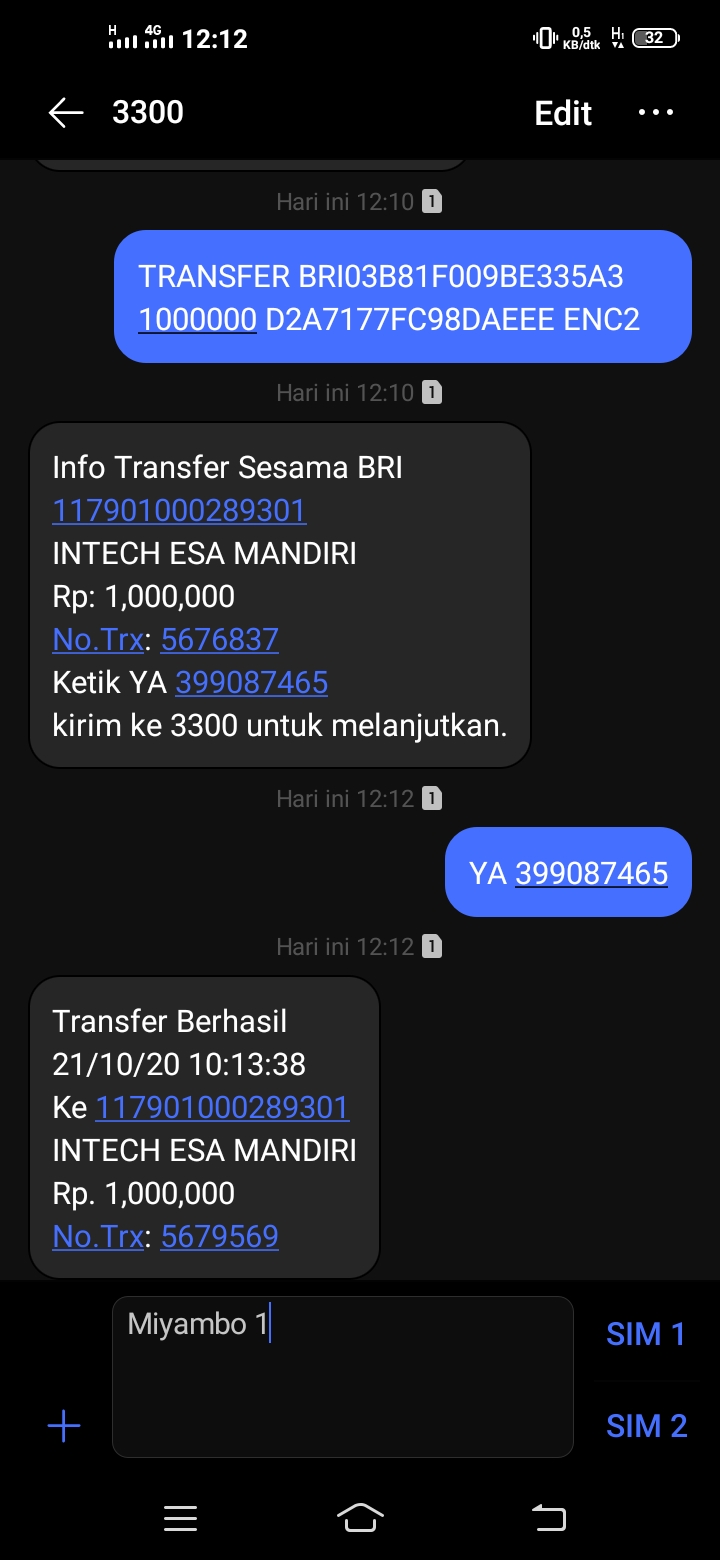 H 4G 12:12 0,5 KB/dtk H 32
3300 Edit
Hari ini 12:10 1
TRANSFER BRI03B81F009BE335A3
1000000 D2A7177FC98DAEEE ENC2
Hari ini 12:10 1
Info Transfer Sesama BRI
117901000289301
INTECH ESA MANDIRI
Rp: 1,000,000
No.Trx: 5676837
Ketik YA 399087465
kirim ke 3300 untuk melanjutkan.
Hari ini 12:12 1
YA 399087465
Hari ini 12:12 1
Transfer Berhasil
21/10/20 10:13:38
Ke 117901000289301
INTECH ESA MANDIRI
Rp. 1,000,000
No.Trx: 5679569
Miyambo 1
SIM 1
SIM 2